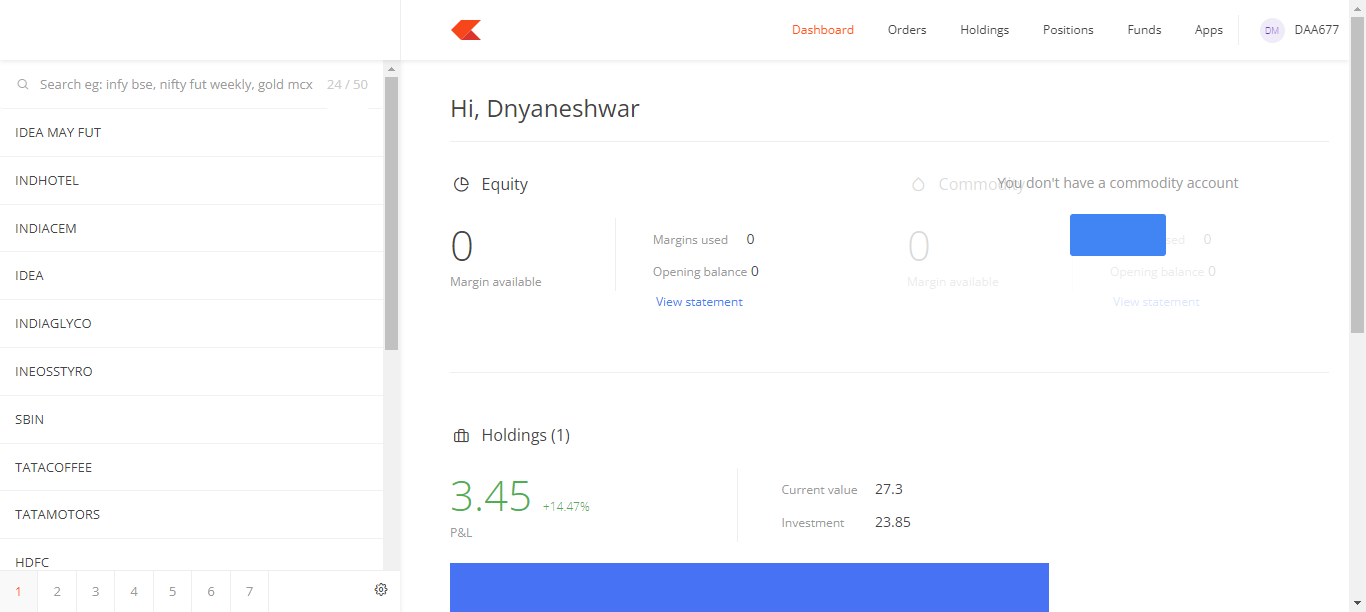 Dashboard Orders Holdings Positions Funds Apps DM DAA677
Search eg: infy bse, nifty fut weekly, gold mcx 24 / 50
IDEA MAY FUT
INDHOTEL
INDIACEM
IDEA
INDIAGLYCO
INEOSSTYRO
SBIN
TATACOFFEE
TATAMOTORS
HDFC
1 2 3 4 5 6 7
Hi, Dnyaneshwar
Equity
0
Margin available
Margins used 0
Opening balance 0
View statement
Commodity
You don't have a commodity account
0
Margin available
sed 0
Opening balance 0
View statement
Holdings (1)
3.45 +14.47%
P&L
Current value 27.3
Investment 23.85